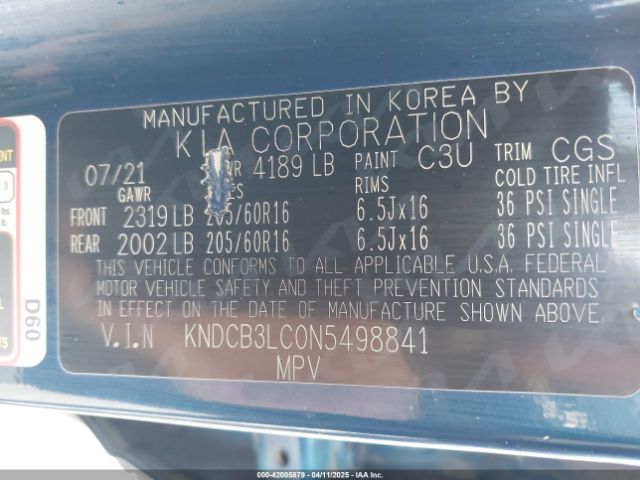 MANUFACTURED IN KOREA BY
KIA CORPORATION
07/21 4189 LB PAINT C3U TRIM CGS
GAWR RIMS COLD TIRE INFL
FRONT 2319 LB 205/60R16 6.5Jx16 36 PSI SINGLE
REAR 2002 LB 205/60R16 6.5Jx16 36 PSI SINGLE
THIS VEHICLE CONFORMS TO ALL APPLICABLE U.S.A. FEDERAL
MOTOR VEHICLE SAFETY AND THEFT PREVENTION STANDARDS
IN EFFECT ON THE DATE OF MANUFACTURE SHOWN ABOVE.
V.I.N KNDCB3LC0N5498841
MPV
D60
000-42005879 - 04/11/2025 - IAAI.com